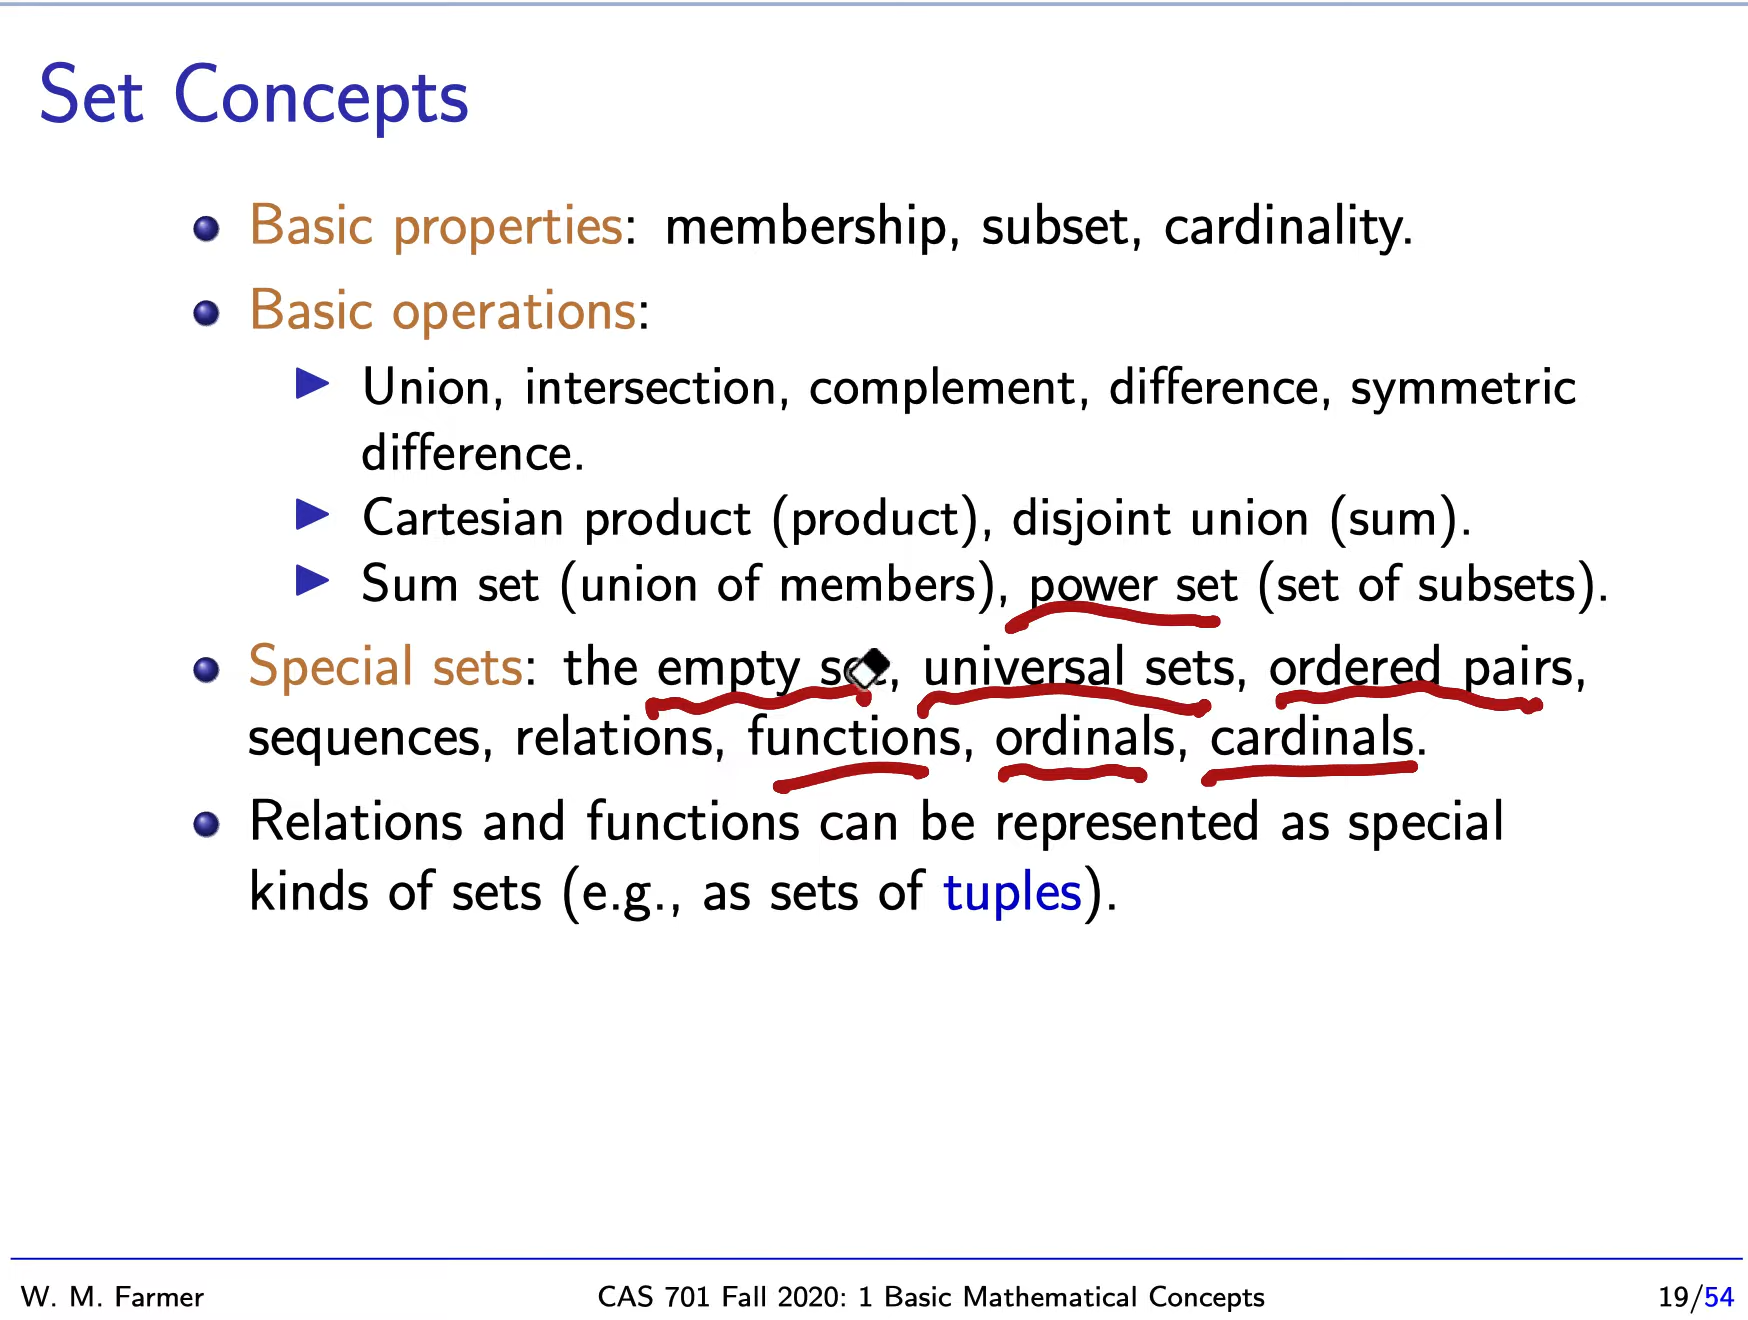 Set Concepts
Basic properties: membership, subset, cardinality.
Basic operations:
Union, intersection, complement, difference, symmetric
difference.
Cartesian product (product), disjoint union (sum).
Sum set (union of members), power set (set of subsets).
Special sets: the empty set, universal sets, ordered pairs,
sequences, relations, functions, ordinals, cardinals.
Relations and functions can be represented as special
kinds of sets (e.g., as sets of tuples).
W. M. Farmer
CAS 701 Fall 2020: 1 Basic Mathematical Concepts
19/54